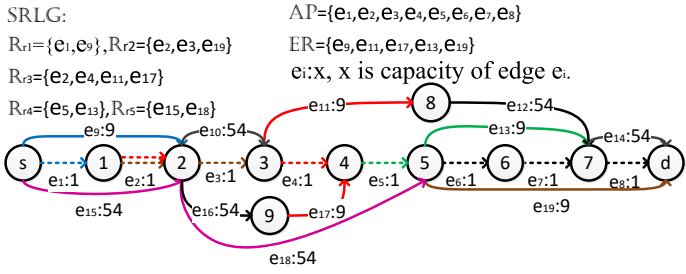 SRLG:
AP={e1,e2,e3,e4,e5,e6,e7,e8}
Rr1={e1,e9},Rr2={e2,e3,e19}
ER={e9,e11,e17,e13,e19}
Rr3={e2,e4,e11,e17}
ei:x, x is capacity of edge ei.
Rr4={e5,e13},Rr5={e15,e18}
8
e11:9
e12:54
e9:9
e10:54
e13:9
e14:54
s
1
2
3
4
5
6
7
d
e1:1
e2:1
e3:1
e4:1
e5:1
e6:1
e7:1
e8:1
e15:54
e16:54
9
e17:9
e19:9
e18:54